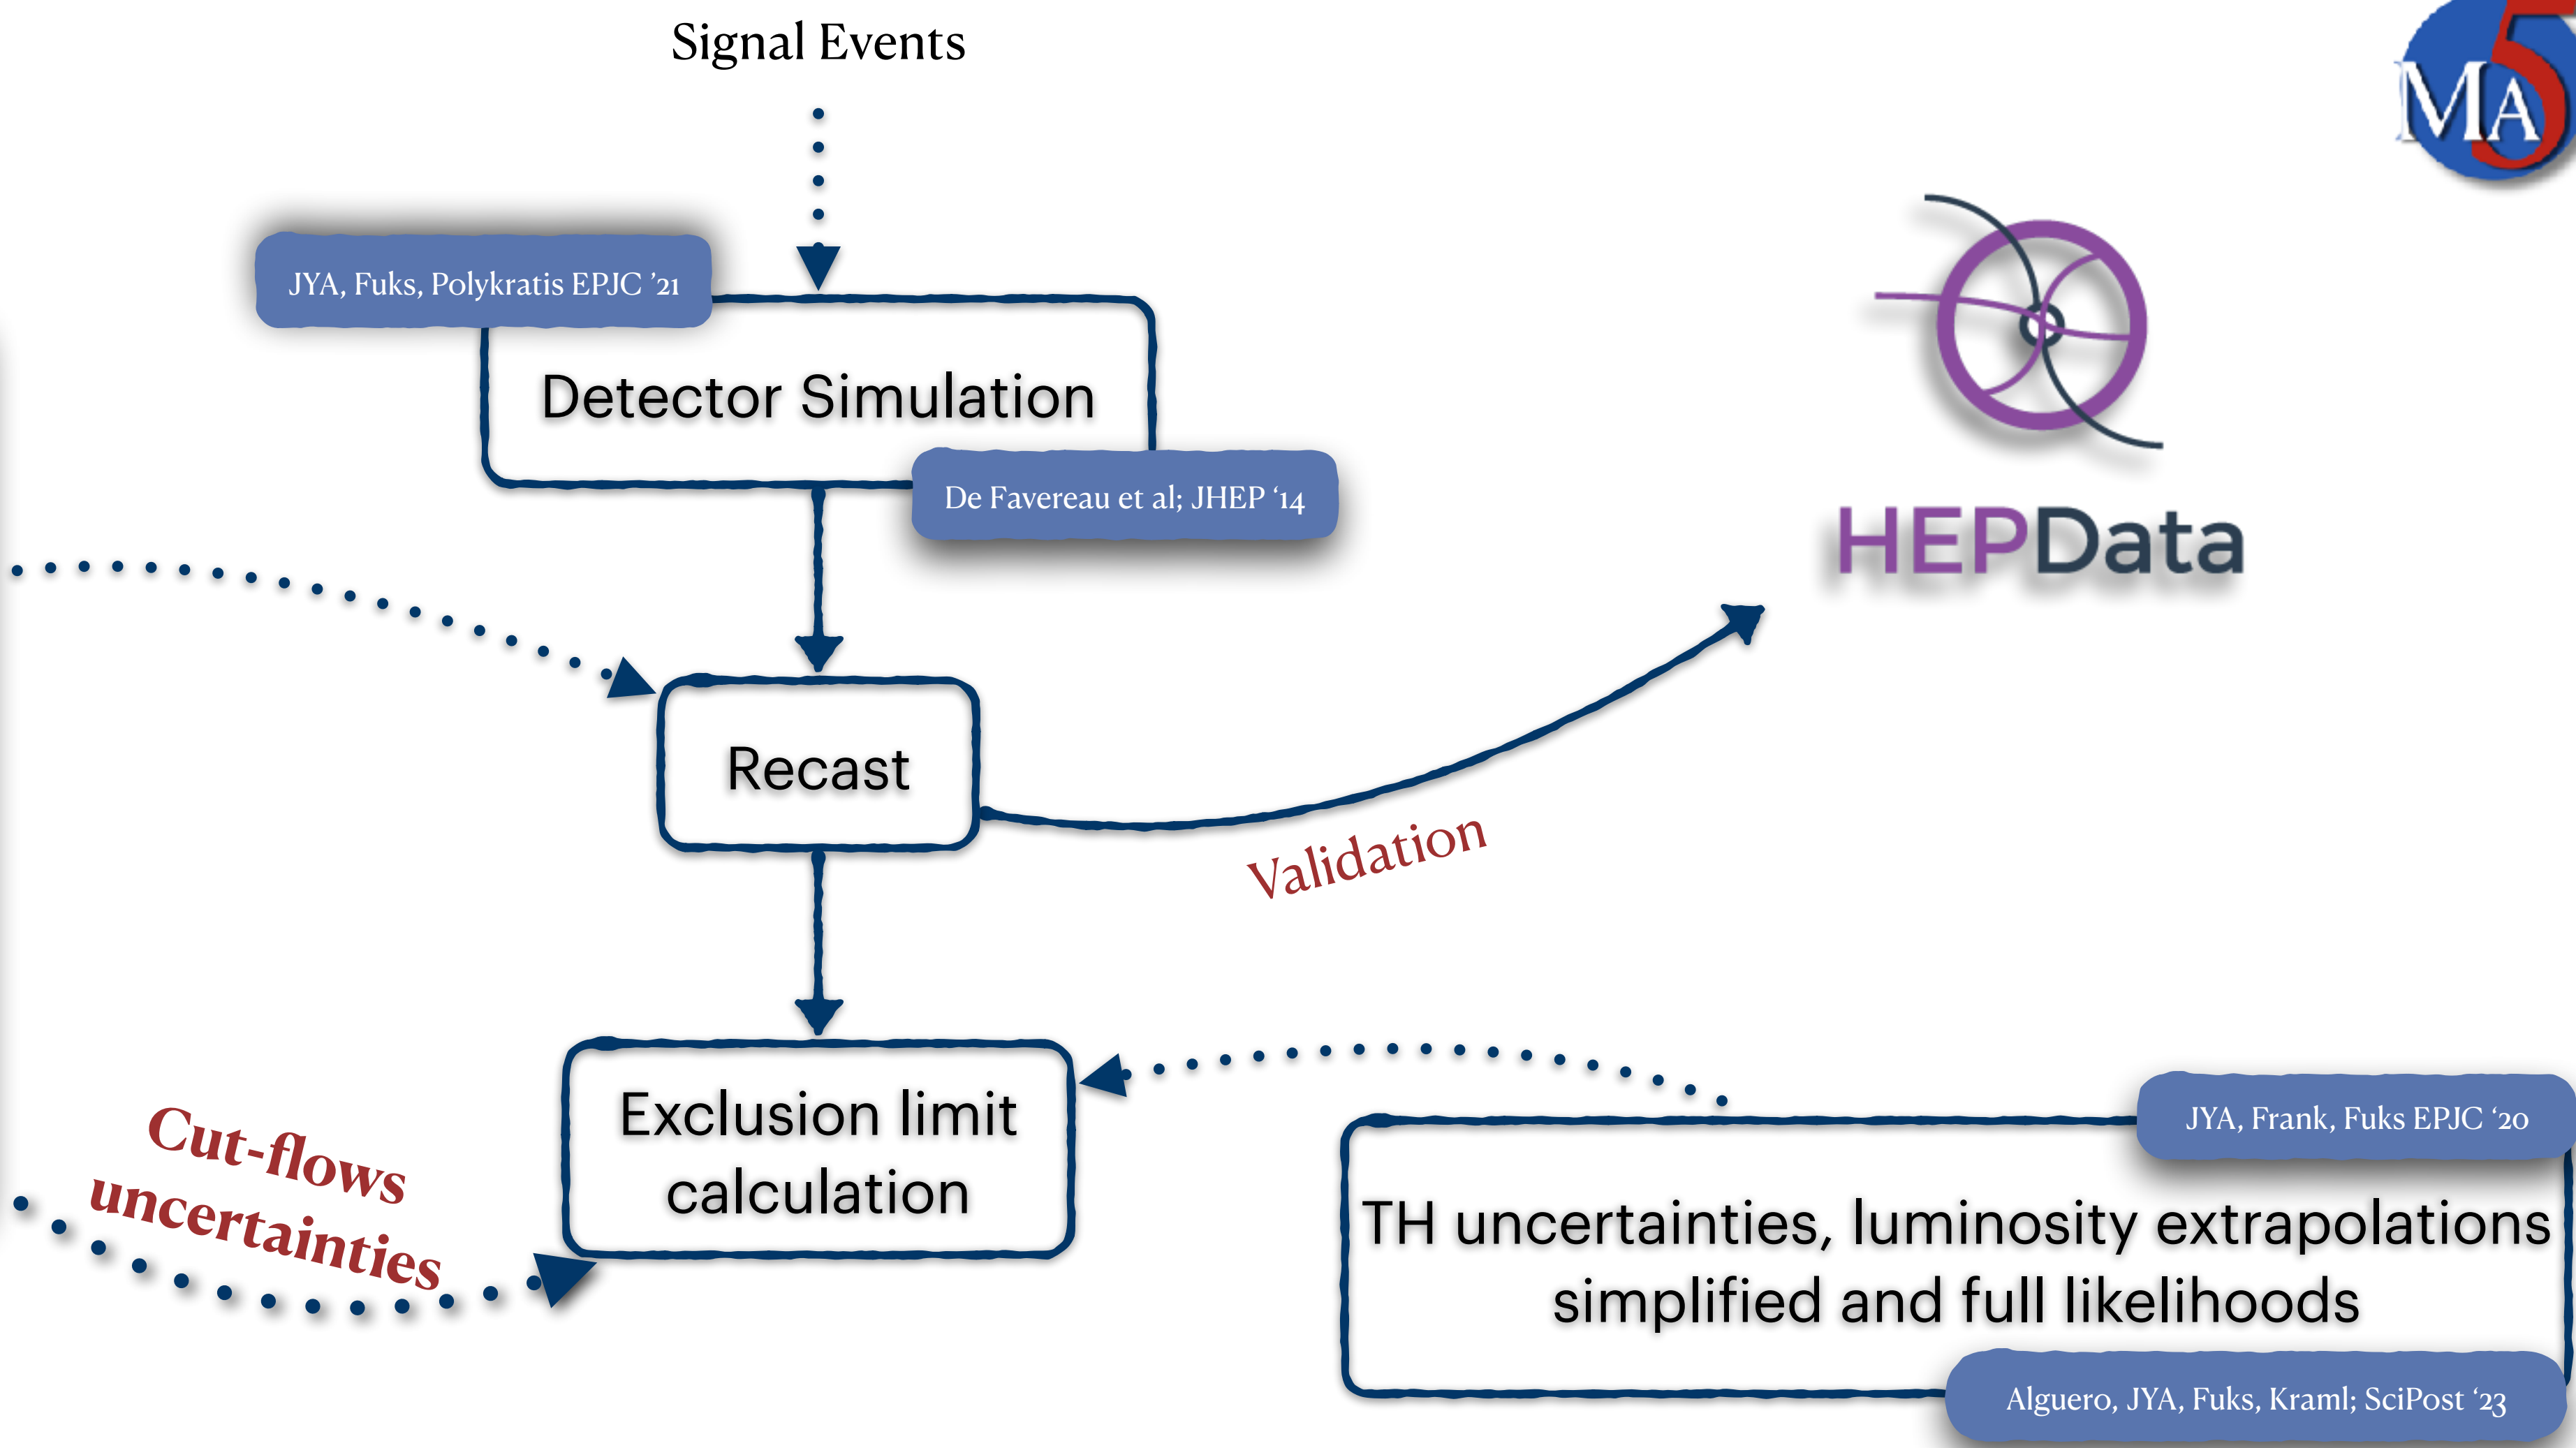 Signal Events
MA5
JYA, Fuks, Polykratis EPJC ’21
Detector Simulation
De Favereau et al; JHEP ‘14
HEPData
Recast
Validation
Exclusion limit
calculation
Cut-flows
uncertainties
JYA, Frank, Fuks EPJC ‘20
TH uncertainties, luminosity extrapolations
simplified and full likelihoods
Alguero, JYA, Fuks, Kraml; SciPost ‘23